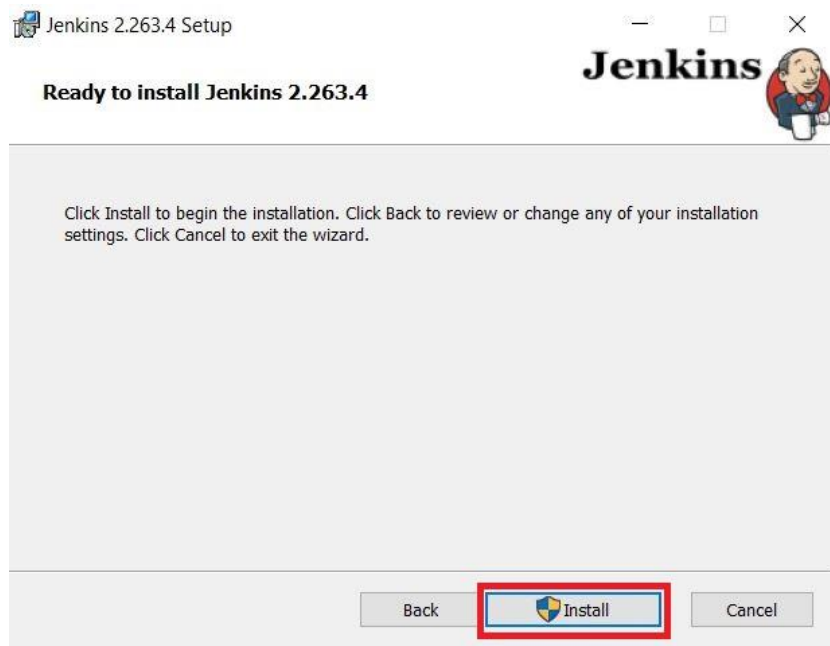 Jenkins 2.263.4 Setup
Jenkins
Ready to install Jenkins 2.263.4
Click Install to begin the installation. Click Back to review or change any of your installation
settings. Click Cancel to exit the wizard.
Back
Install
Cancel